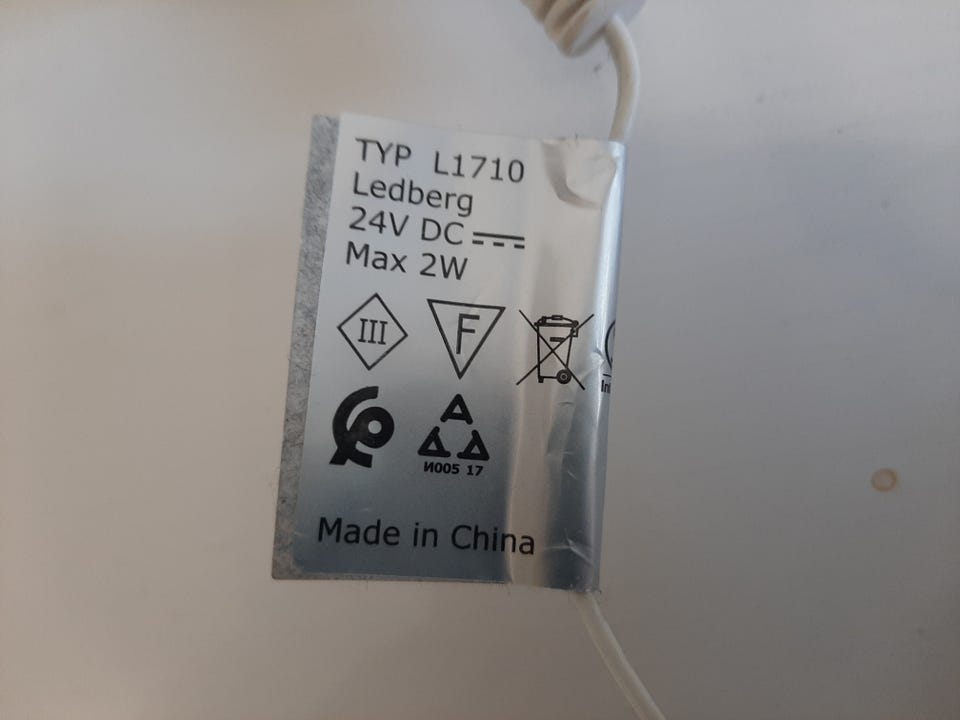 TYP L1710
Ledberg
24V DC
Max 2W
III
F
И005 17
Made in China